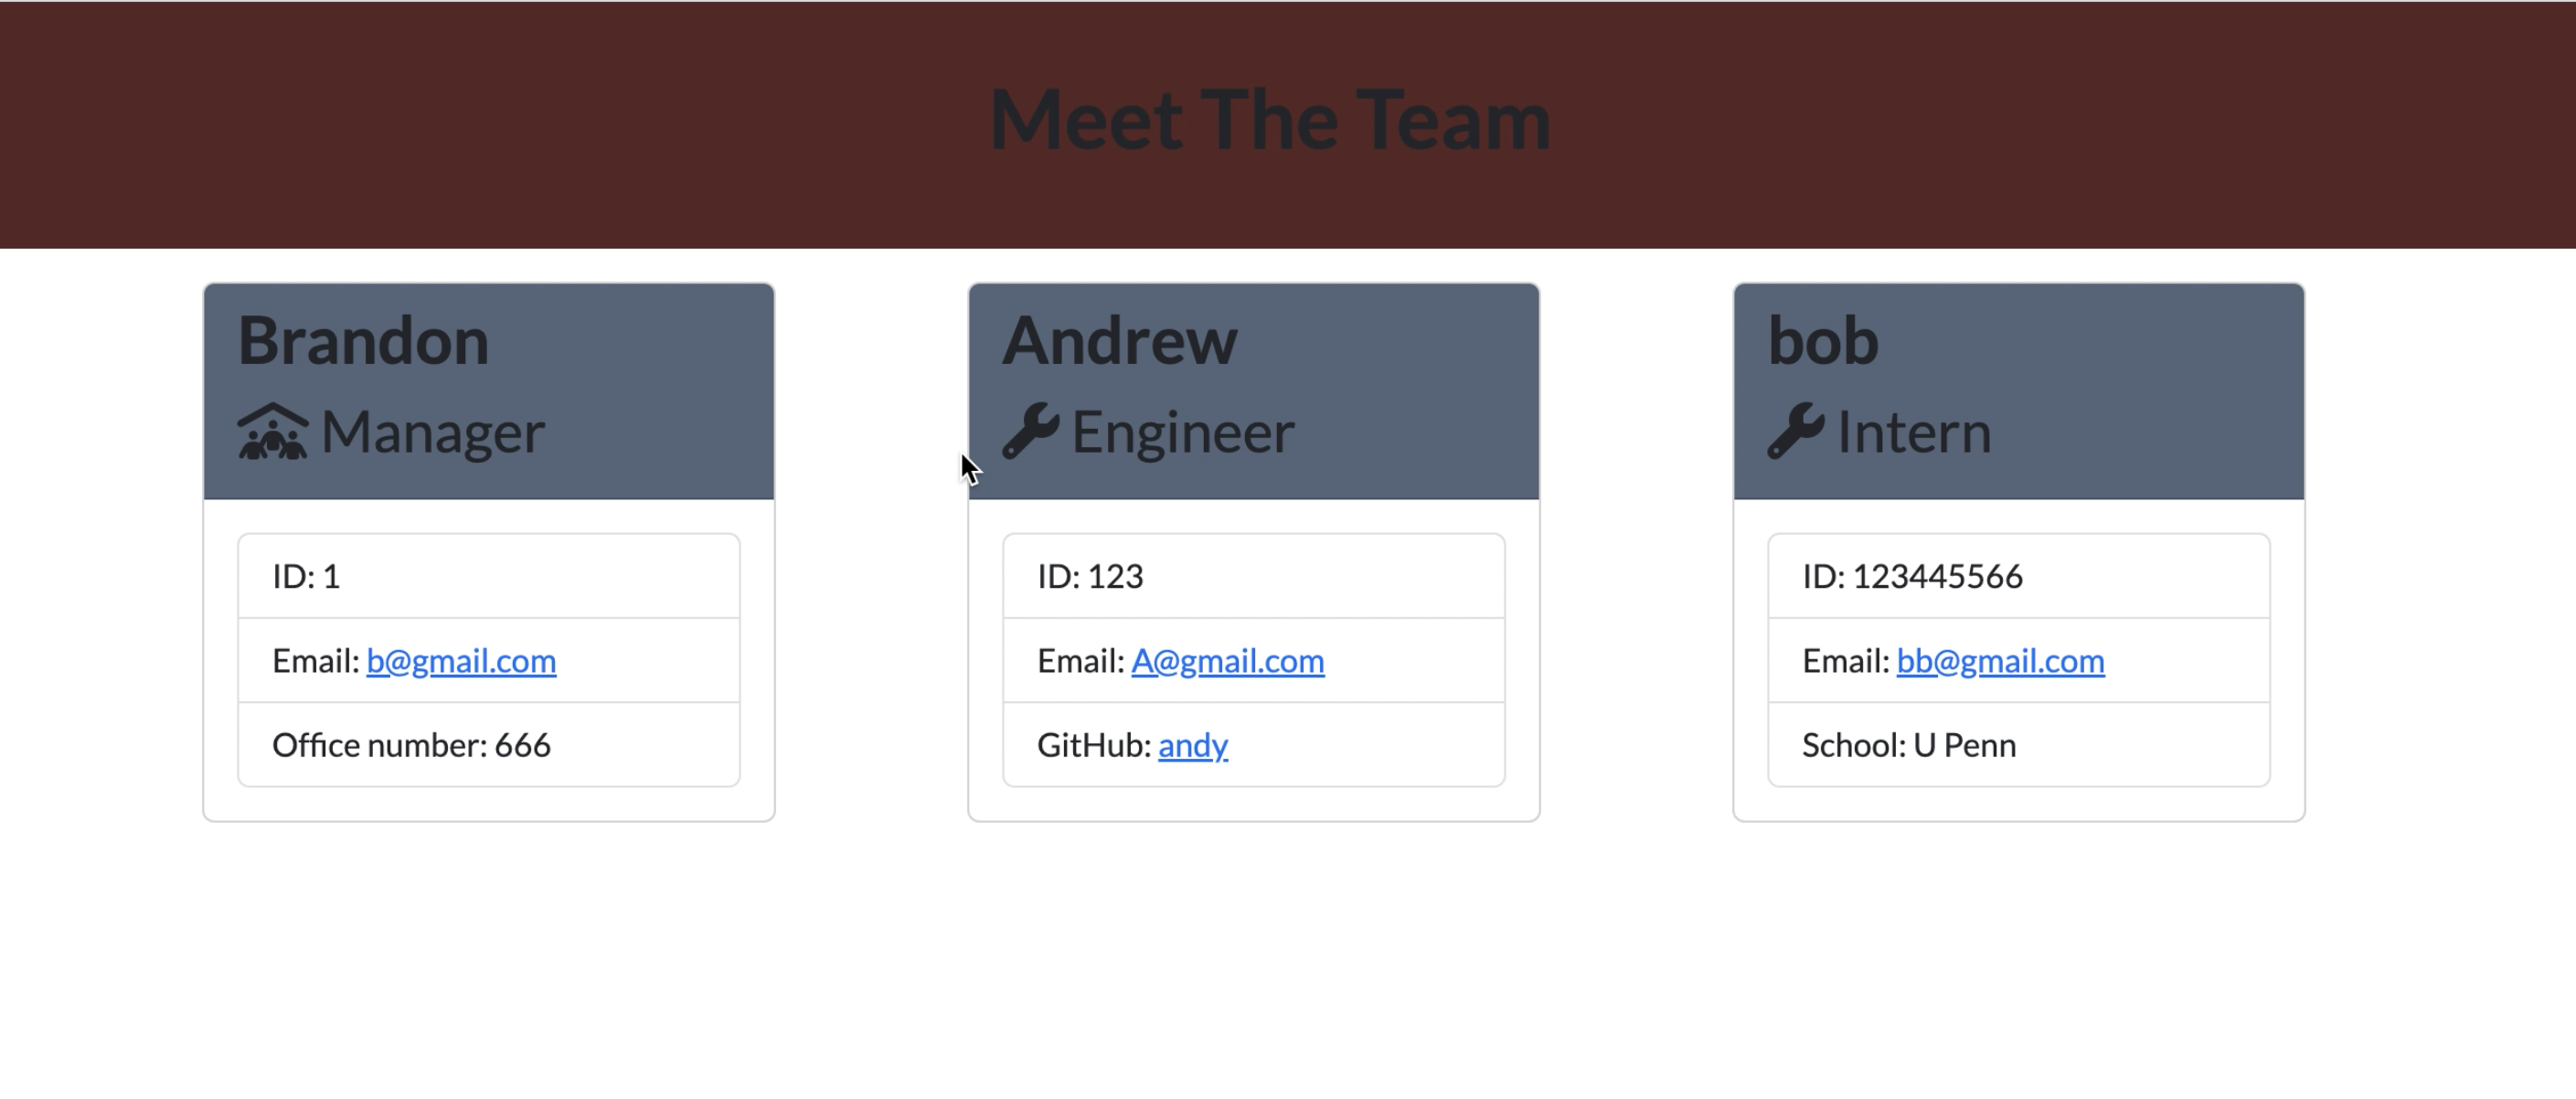 Meet The Team
Brandon
Manager
ID: 1
Email: b@gmail.com
Office number: 666
Andrew
Engineer
ID: 123
Email: A@gmail.com
GitHub: andy
bob
Intern
ID: 123445566
Email: bb@gmail.com
School: U Penn